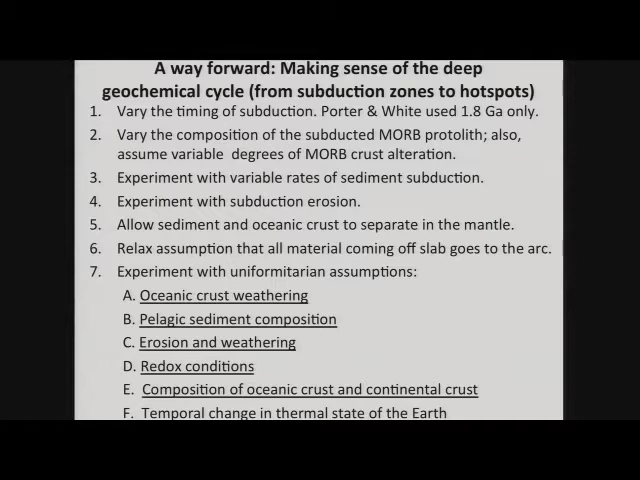 A way forward: Making sense of the deep
geochemical cycle (from subduction zones to hotspots)
1. Vary the timing of subduction. Porter & White used 1.8 Ga only.
2. Vary the composition of the subducted MORB protolith; also,
assume variable degrees of MORB crust alteration.
3. Experiment with variable rates of sediment subduction.
4. Experiment with subduction erosion.
5. Allow sediment and oceanic crust to separate in the mantle.
6. Relax assumption that all material coming off slab goes to the arc.
7. Experiment with uniformitarian assumptions:
A. Oceanic crust weathering
B. Pelagic sediment composition
C. Erosion and weathering
D. Redox conditions
E. Composition of oceanic crust and continental crust
F. Temporal change in thermal state of the Earth